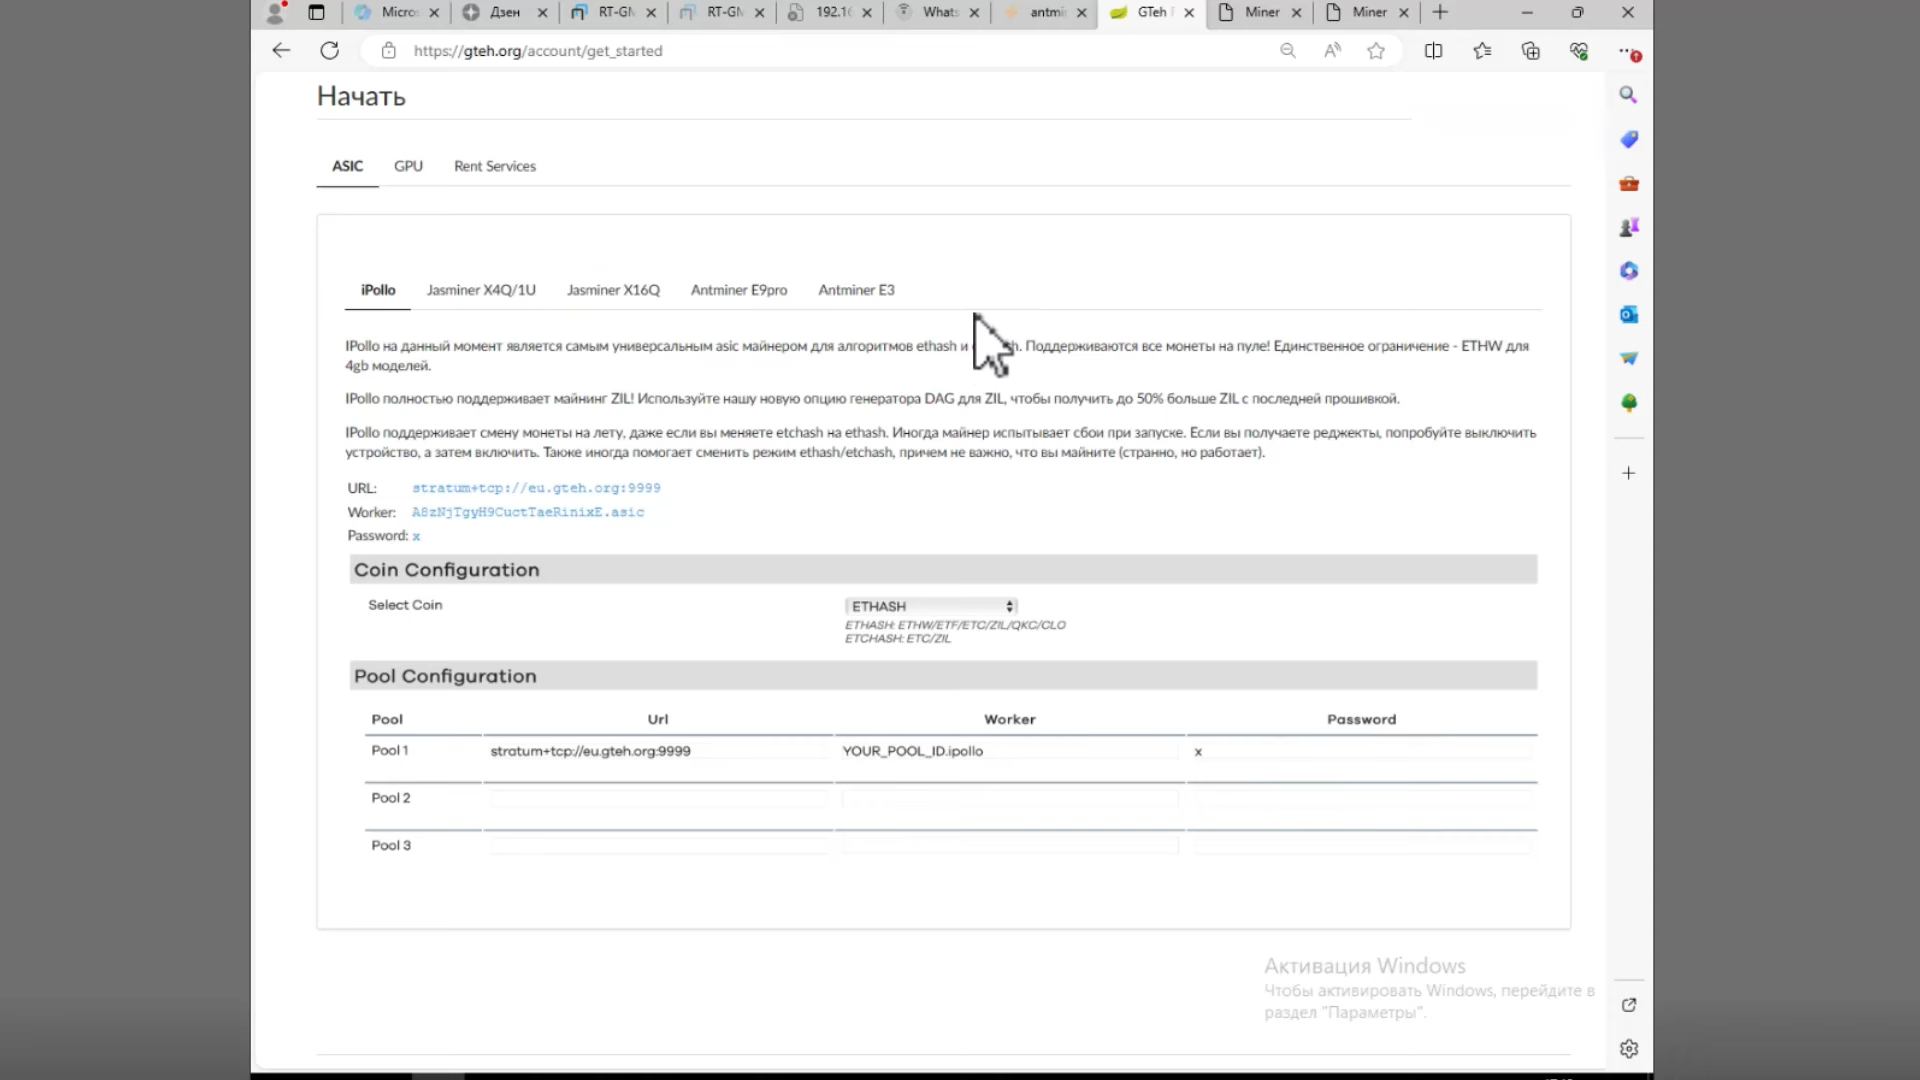 Micro:
Дзен
RT-GN
RT-GN
192.16
Whats
antmi
GTeh
Miner
Miner
https://gteh.org/account/get_started
Начать
ASIC GPU Rent Services
iPollo Jasminer X4Q/1U Jasminer X16Q Antminer E9pro Antminer E3
IPollo на данный момент является самым универсальным asic майнером для алгоритмов ethash и h. Поддерживаются все монеты на пуле! Единственное ограничение - ETHW для
4gb моделей.
IPollo полностью поддерживает майнинг ZIL! Используйте нашу новую опцию генератора DAG для ZIL, чтобы получить до 50% больше ZIL с последней прошивкой.
IPollo поддерживает смену монеты на лету, даже если вы меняете etchash на ethash. Иногда майнер испытывает сбои при запуске. Если вы получаете реджекты, попробуйте выключить
устройство, а затем включить. Также иногда помогает сменить режим ethash/etchash, причем не важно, что вы майните (странно, но работает).
URL: stratum+tcp://eu.gteh.org:9999
Worker: A8zNjTgyH9CuctTaeRinixE.asic
Password: x
Coin Configuration
Select Coin ETHASH
ETHASH: ETHW/ETF/ETC/ZIL/QKC/CLO
ETCHASH: ETC/ZIL
Pool Configuration
Pool Url Worker Password
Pool 1 stratum+tcp://eu.gteh.org:9999 YOUR_POOL_ID.ipollo x
Pool 2
Pool 3
Активация Windows
Чтобы активировать Windows, перейдите в
раздел "Параметры".